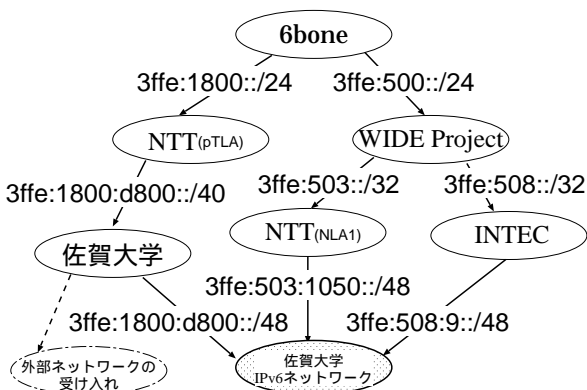 6bone
3ffe:1800::/24
3ffe:500::/24
NTT(pTLA)
WIDE Project
3ffe:1800:d800::/40
3ffe:503::/32
3ffe:508::/32
佐賀大学
NTT(NLA1)
INTEC
3ffe:503:1050::/48
3ffe:1800:d800::/48
3ffe:508:9::/48
外部ネットワークの
受け入れ
佐賀大学
IPv6ネットワーク